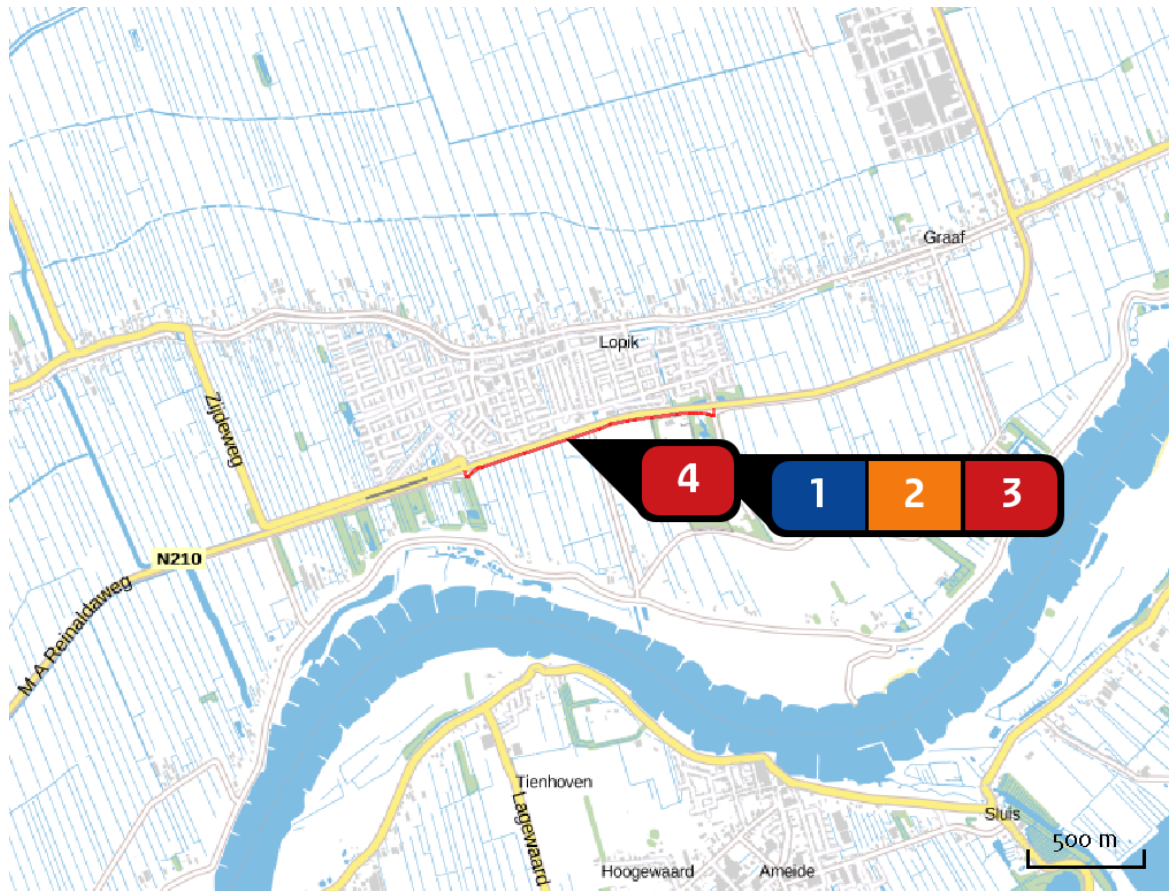 Graaf
Lopik
Zijdeweg
4
1 2 3
N210
M A Reinaldaweg
Tienhoven
Lagewaard
Sluis
500 m
Hoogewaard
Ameide